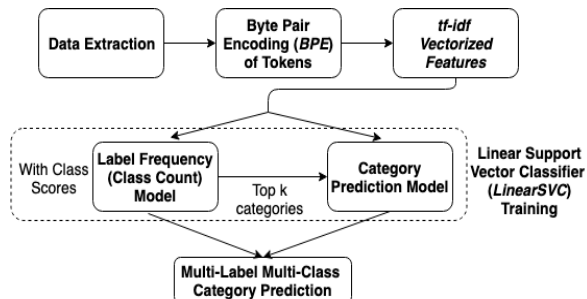 Data Extraction
Byte Pair
Encoding (BPE)
of Tokens
tf-idf
Vectorized
Features
With Class
Scores
Label Frequency
(Class Count)
Model
Top k
categories
Category
Prediction Model
Linear Support
Vector Classifier
(LinearSVC)
Training
Multi-Label Multi-Class
Category Prediction